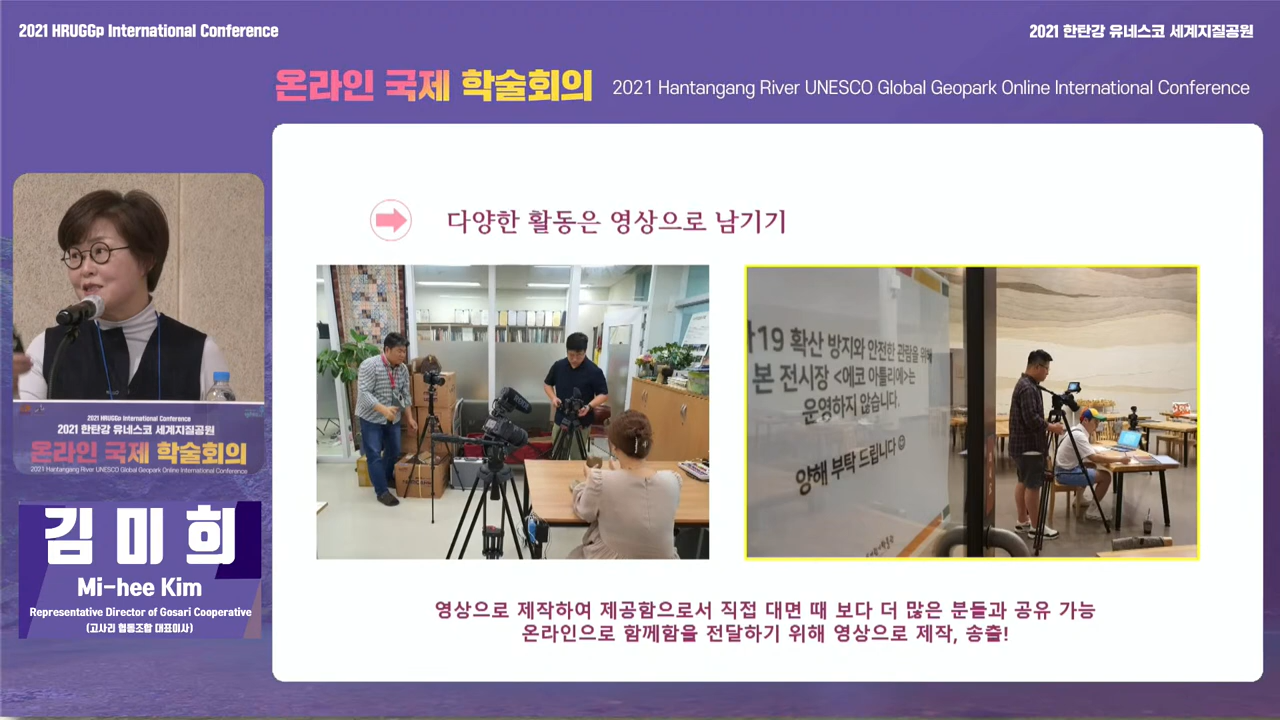 2021 HRUGGp International Conference
2021 한탄강 유네스코 세계지질공원
온라인 국제 학술회의 2021 Hantangang River UNESCO Global Geopark Online International Conference
다양한 활동은 영상으로 남기기
19 확산 방지와 안전한 관람을 위해
본 전시장 <에코 아틀리에>는
운영하지 않습니다.
양해 부탁 드립니다
2021 HRUGGp International Conference
2021 한탄강 유네스코 세계지질공원
온라인 국제 학술회의
2021 Hantangang River UNESCO Global Geopark Online International Conference
김미희
Mi-hee Kim
Representative Director of Gosari Cooperative
(고사리 협동조합 대표이사)
영상으로 제작하여 제공함으로서 직접 대면 때 보다 더 많은 분들과 공유 가능
온라인으로 함께함을 전달하기 위해 영상으로 제작, 송출!